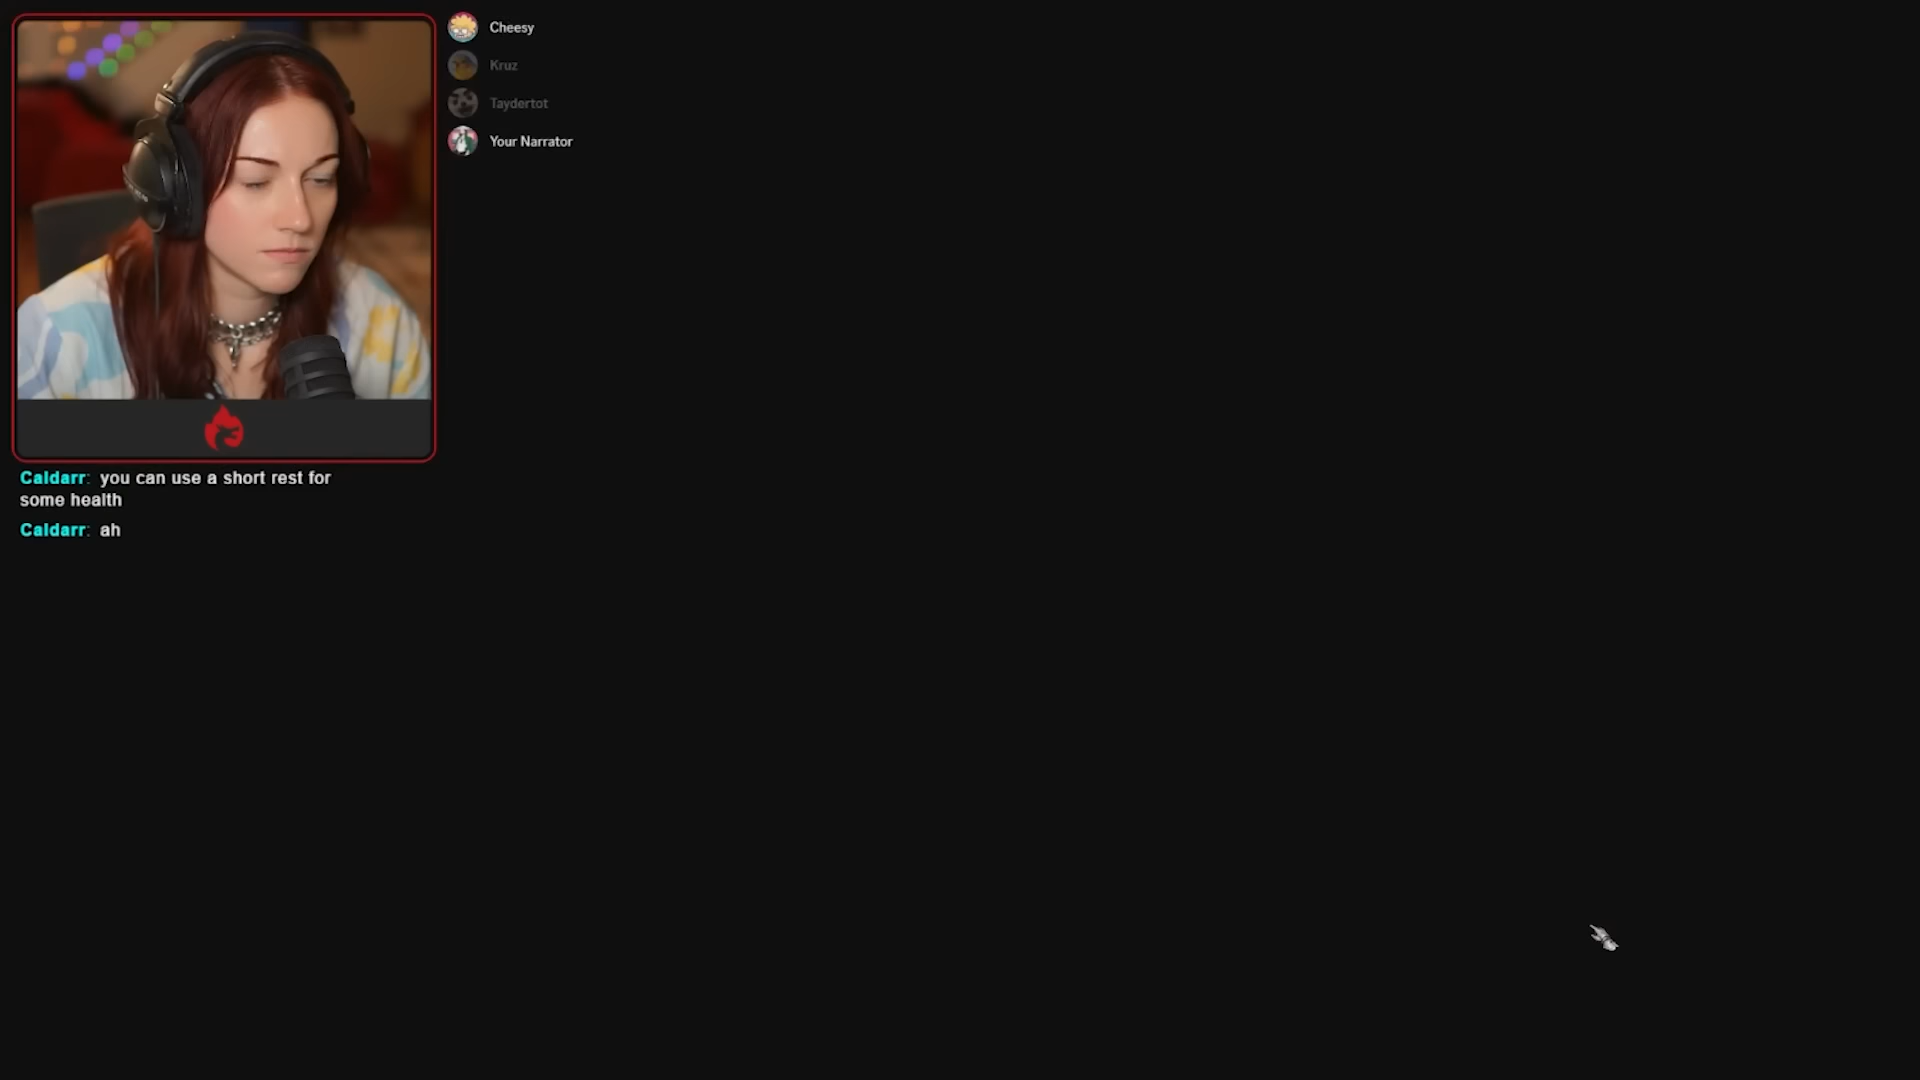 Cheesy
Kruz
Taydertot
Your Narrator
Caldarr: you can use a short rest for
some health
Caldarr: ah